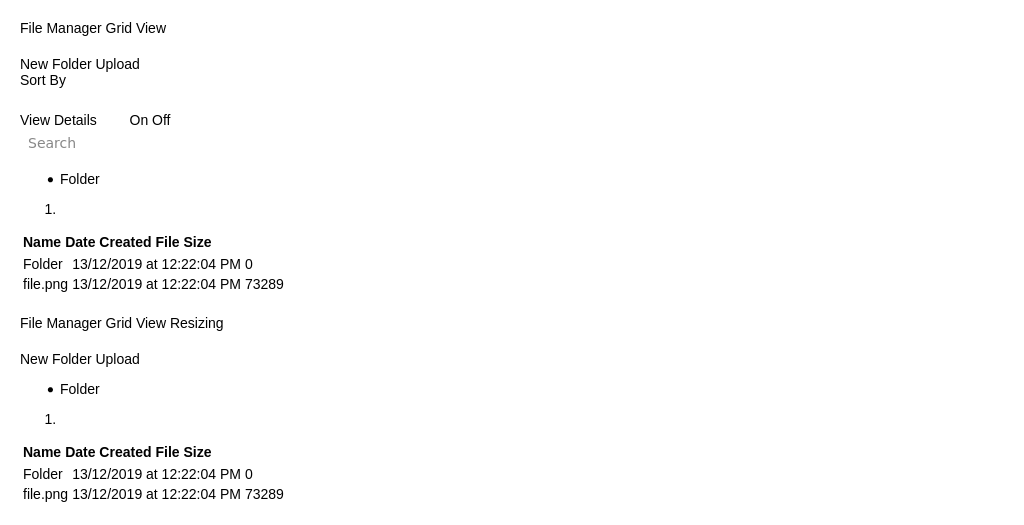 File Manager Grid View
New Folder Upload
Sort By
View Details On Off
Search
• Folder
1.
Name Date Created File Size
Folder 13/12/2019 at 12:22:04 PM 0
file.png 13/12/2019 at 12:22:04 PM 73289
File Manager Grid View Resizing
New Folder Upload
• Folder
1.
Name Date Created File Size
Folder 13/12/2019 at 12:22:04 PM 0
file.png 13/12/2019 at 12:22:04 PM 73289